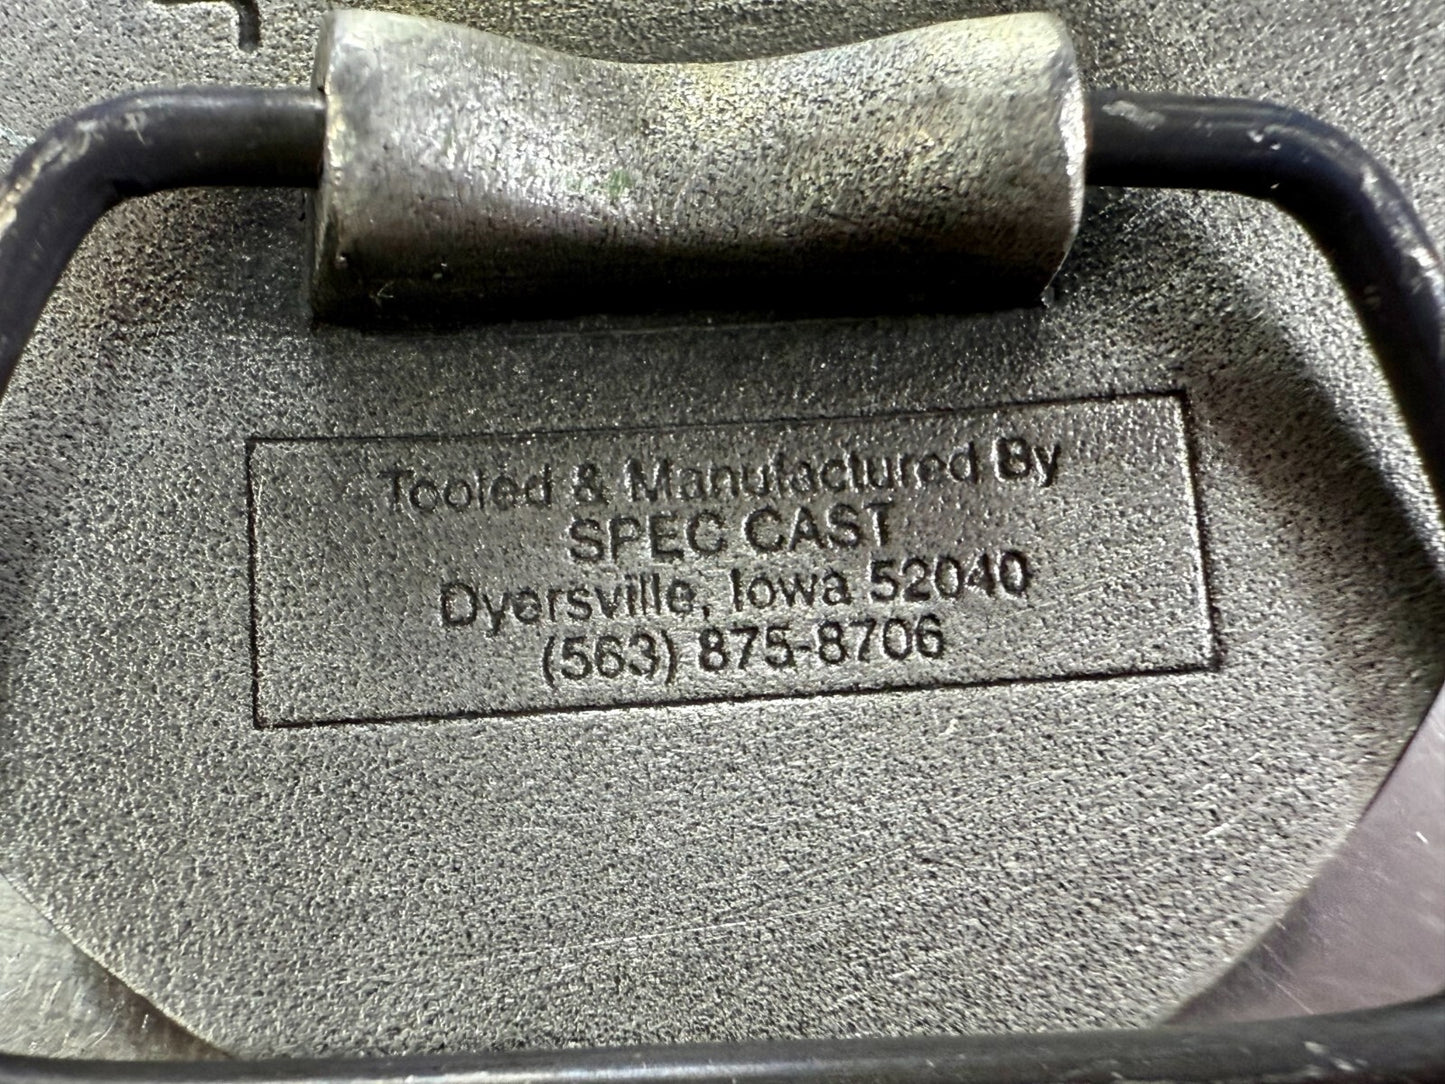 Tooled & Manufactured By
SPEC CAST
Dyersville, Iowa 52040
(563) 875-8706